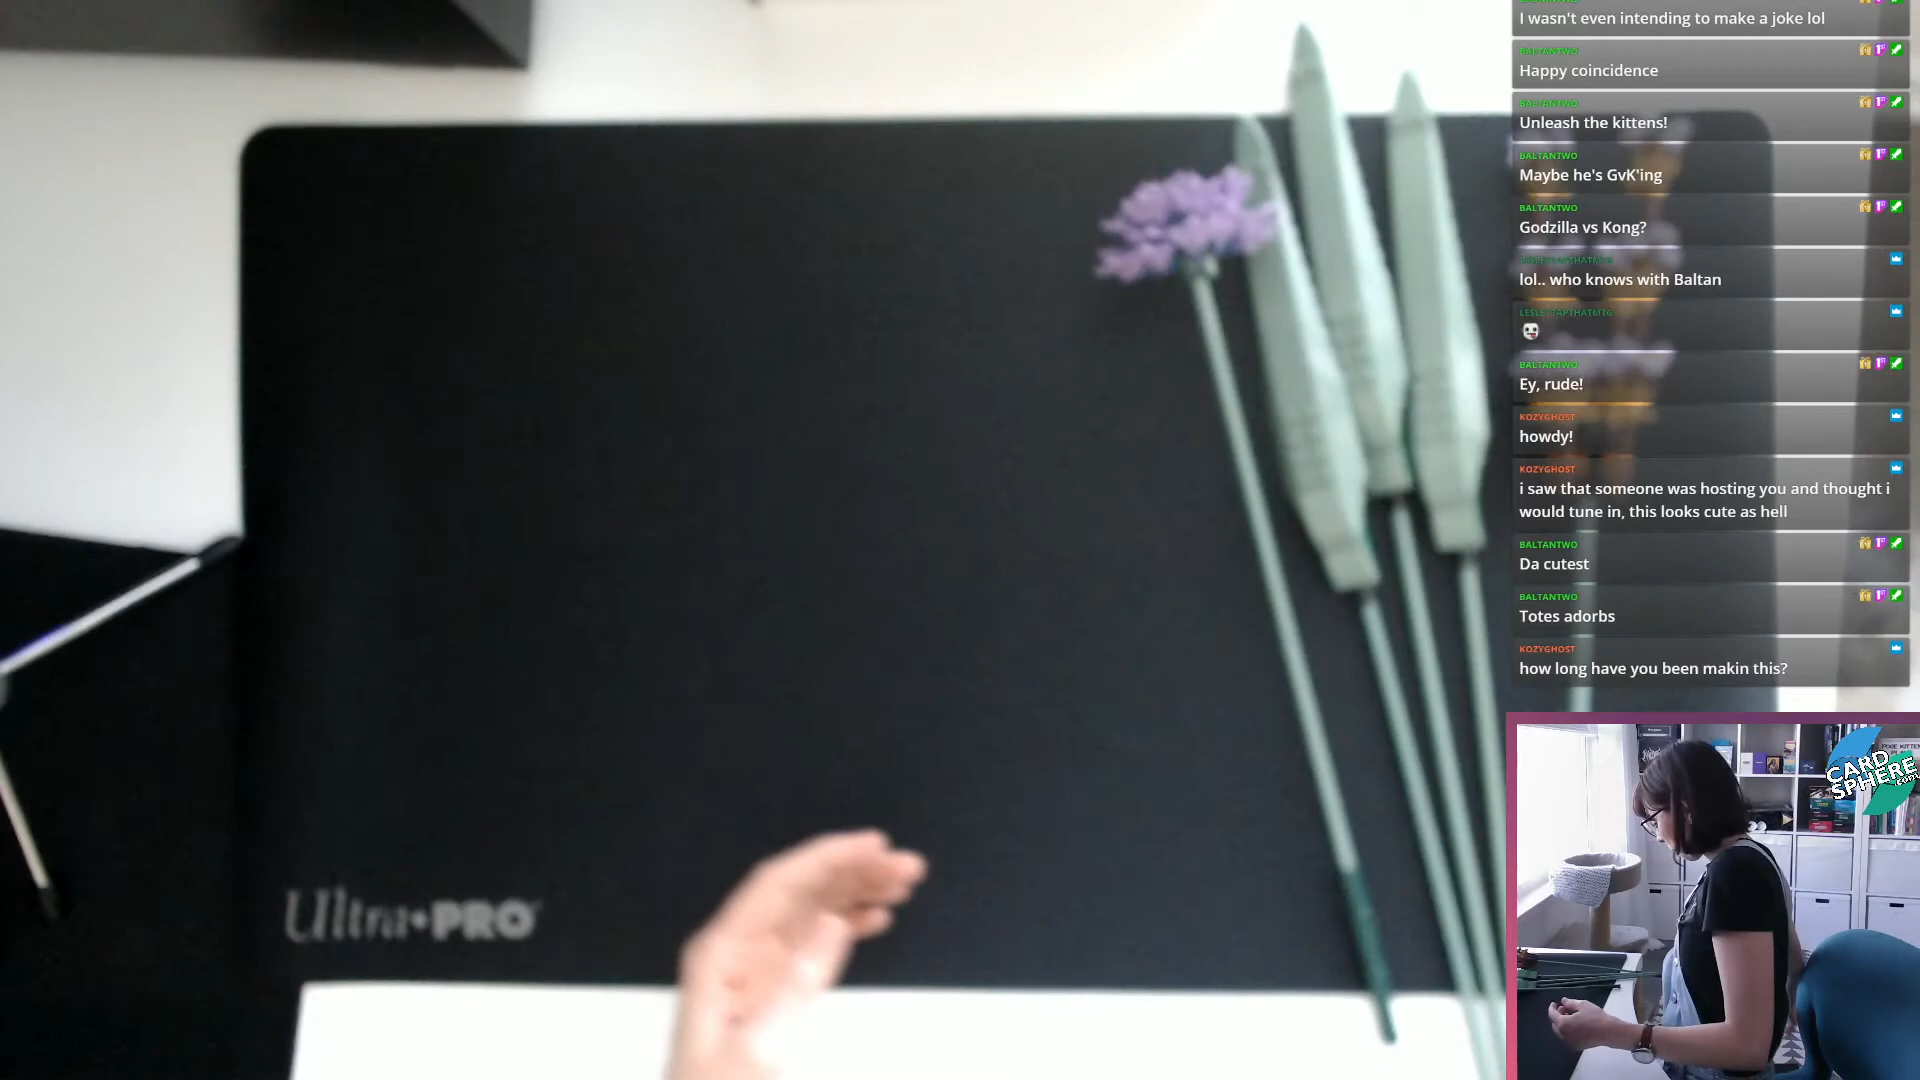 I wasn't even intending to make a joke lol
BALTANTWO
Happy coincidence
BALTANTWO
Unleash the kittens!
BALTANTWO
Maybe he's GvK'ing
BALTANTWO
Godzilla vs Kong?
lol.. who knows with Baltan
BALTANTWO
Ey, rude!
KOZYGHOST
howdy!
KOZYGHOST
i saw that someone was hosting you and thought i
would tune in, this looks cute as hell
BALTANTWO
Da cutest
BALTANTWO
Totes adorbs
KOZYGHOST
how long have you been makin this?
Ultra PRO
CARD
SPHERE
.com